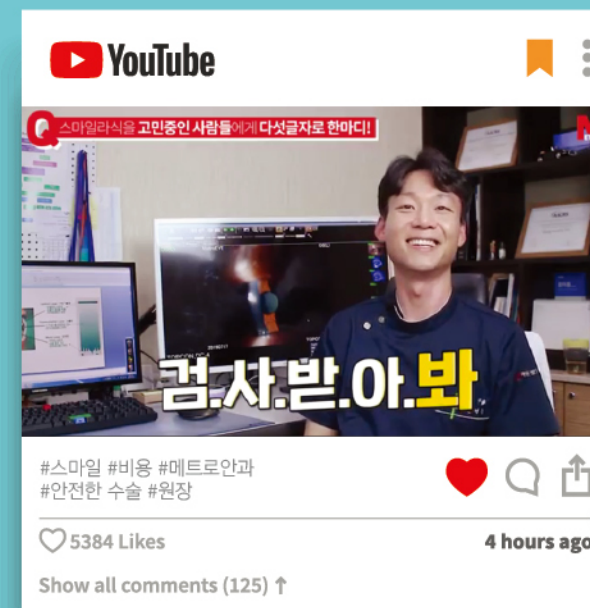 YouTube
Q 스마일라식을 고민중인 사람들에게 다섯글자로 한마디!
검.사.받.아.봐
#스마일 #비용 #메트로안과
#안전한 수술 #원장
5384 Likes
4 hours ago
Show all comments (125) ↑